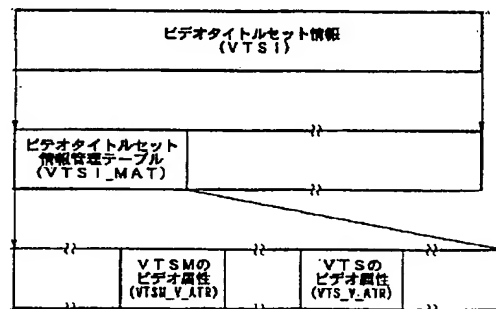 ビデオタイトルセット情報
(VTSI)
ビデオタイトルセット
情報管理テーブル
(VTSI_MAT)
VTSMの
ビデオ属性
(VTSM_V_ATR)
VTSの
ビデオ属性
(VTS_V_ATR)